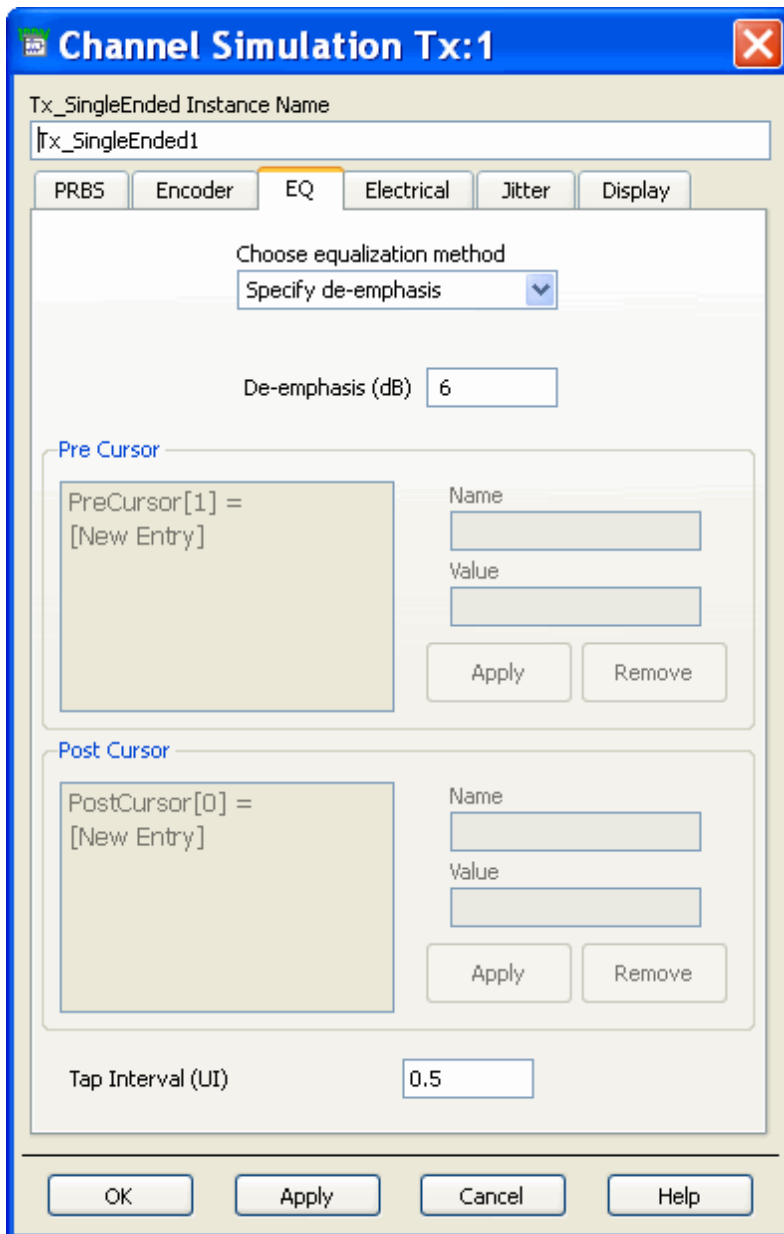 Channel Simulation Tx:1
Tx_SingleEnded Instance Name
Tx_SingleEnded1
PRBS Encoder EQ Electrical Jitter Display
Choose equalization method
Specify de-emphasis
De-emphasis (dB) 6
Pre Cursor
PreCursor[1] =
[New Entry]
Name
Value
Apply Remove
Post Cursor
PostCursor[0] =
[New Entry]
Name
Value
Apply Remove
Tap Interval (UI) 0.5
OK Apply Cancel Help